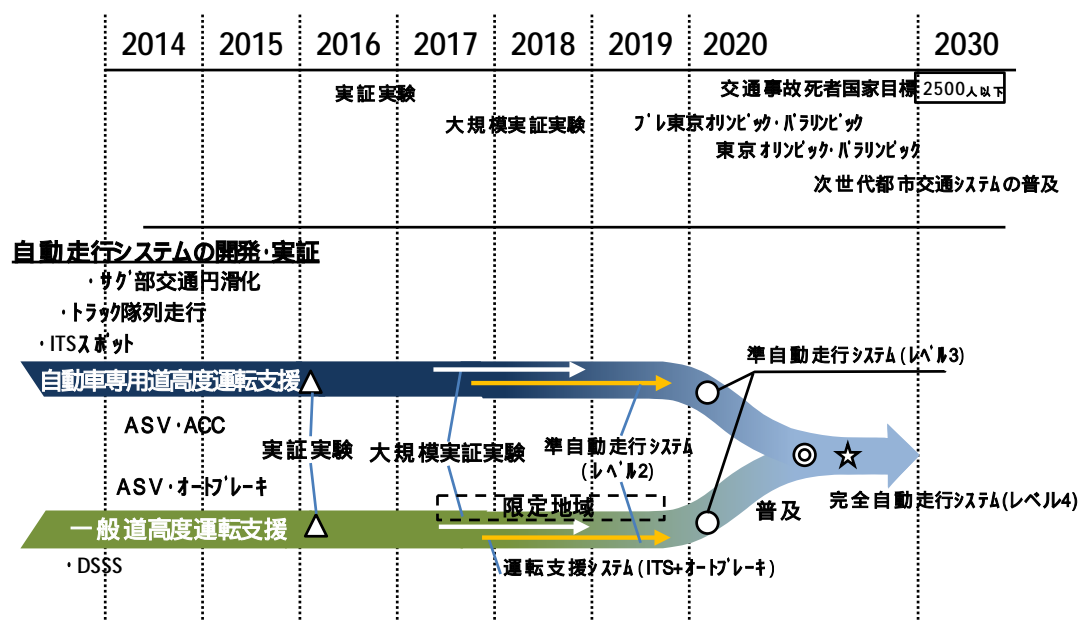 2014 2015 2016 2017 2018 2019 2020 2030
実証実験
交通事故死者国家目標 2500人以下
大規模実証実験
プレ東京オリンピック・パラリンピック
東京オリンピック・パラリンピック
次世代都市交通システムの普及
自動走行システムの開発・実証
・サグ部交通円滑化
・トラック隊列走行
・ITSスポット
準自動走行システム(レベル3)
自動車専用道高度運転支援
ASV・ACC
実証実験
大規模実証実験
準自動走行システム
(レベル2)
ASV・オートブレーキ
限定地域
普及
完全自動走行システム(レベル4)
一般道高度運転支援
・DSSS
運転支援システム(ITS+オートブレーキ)